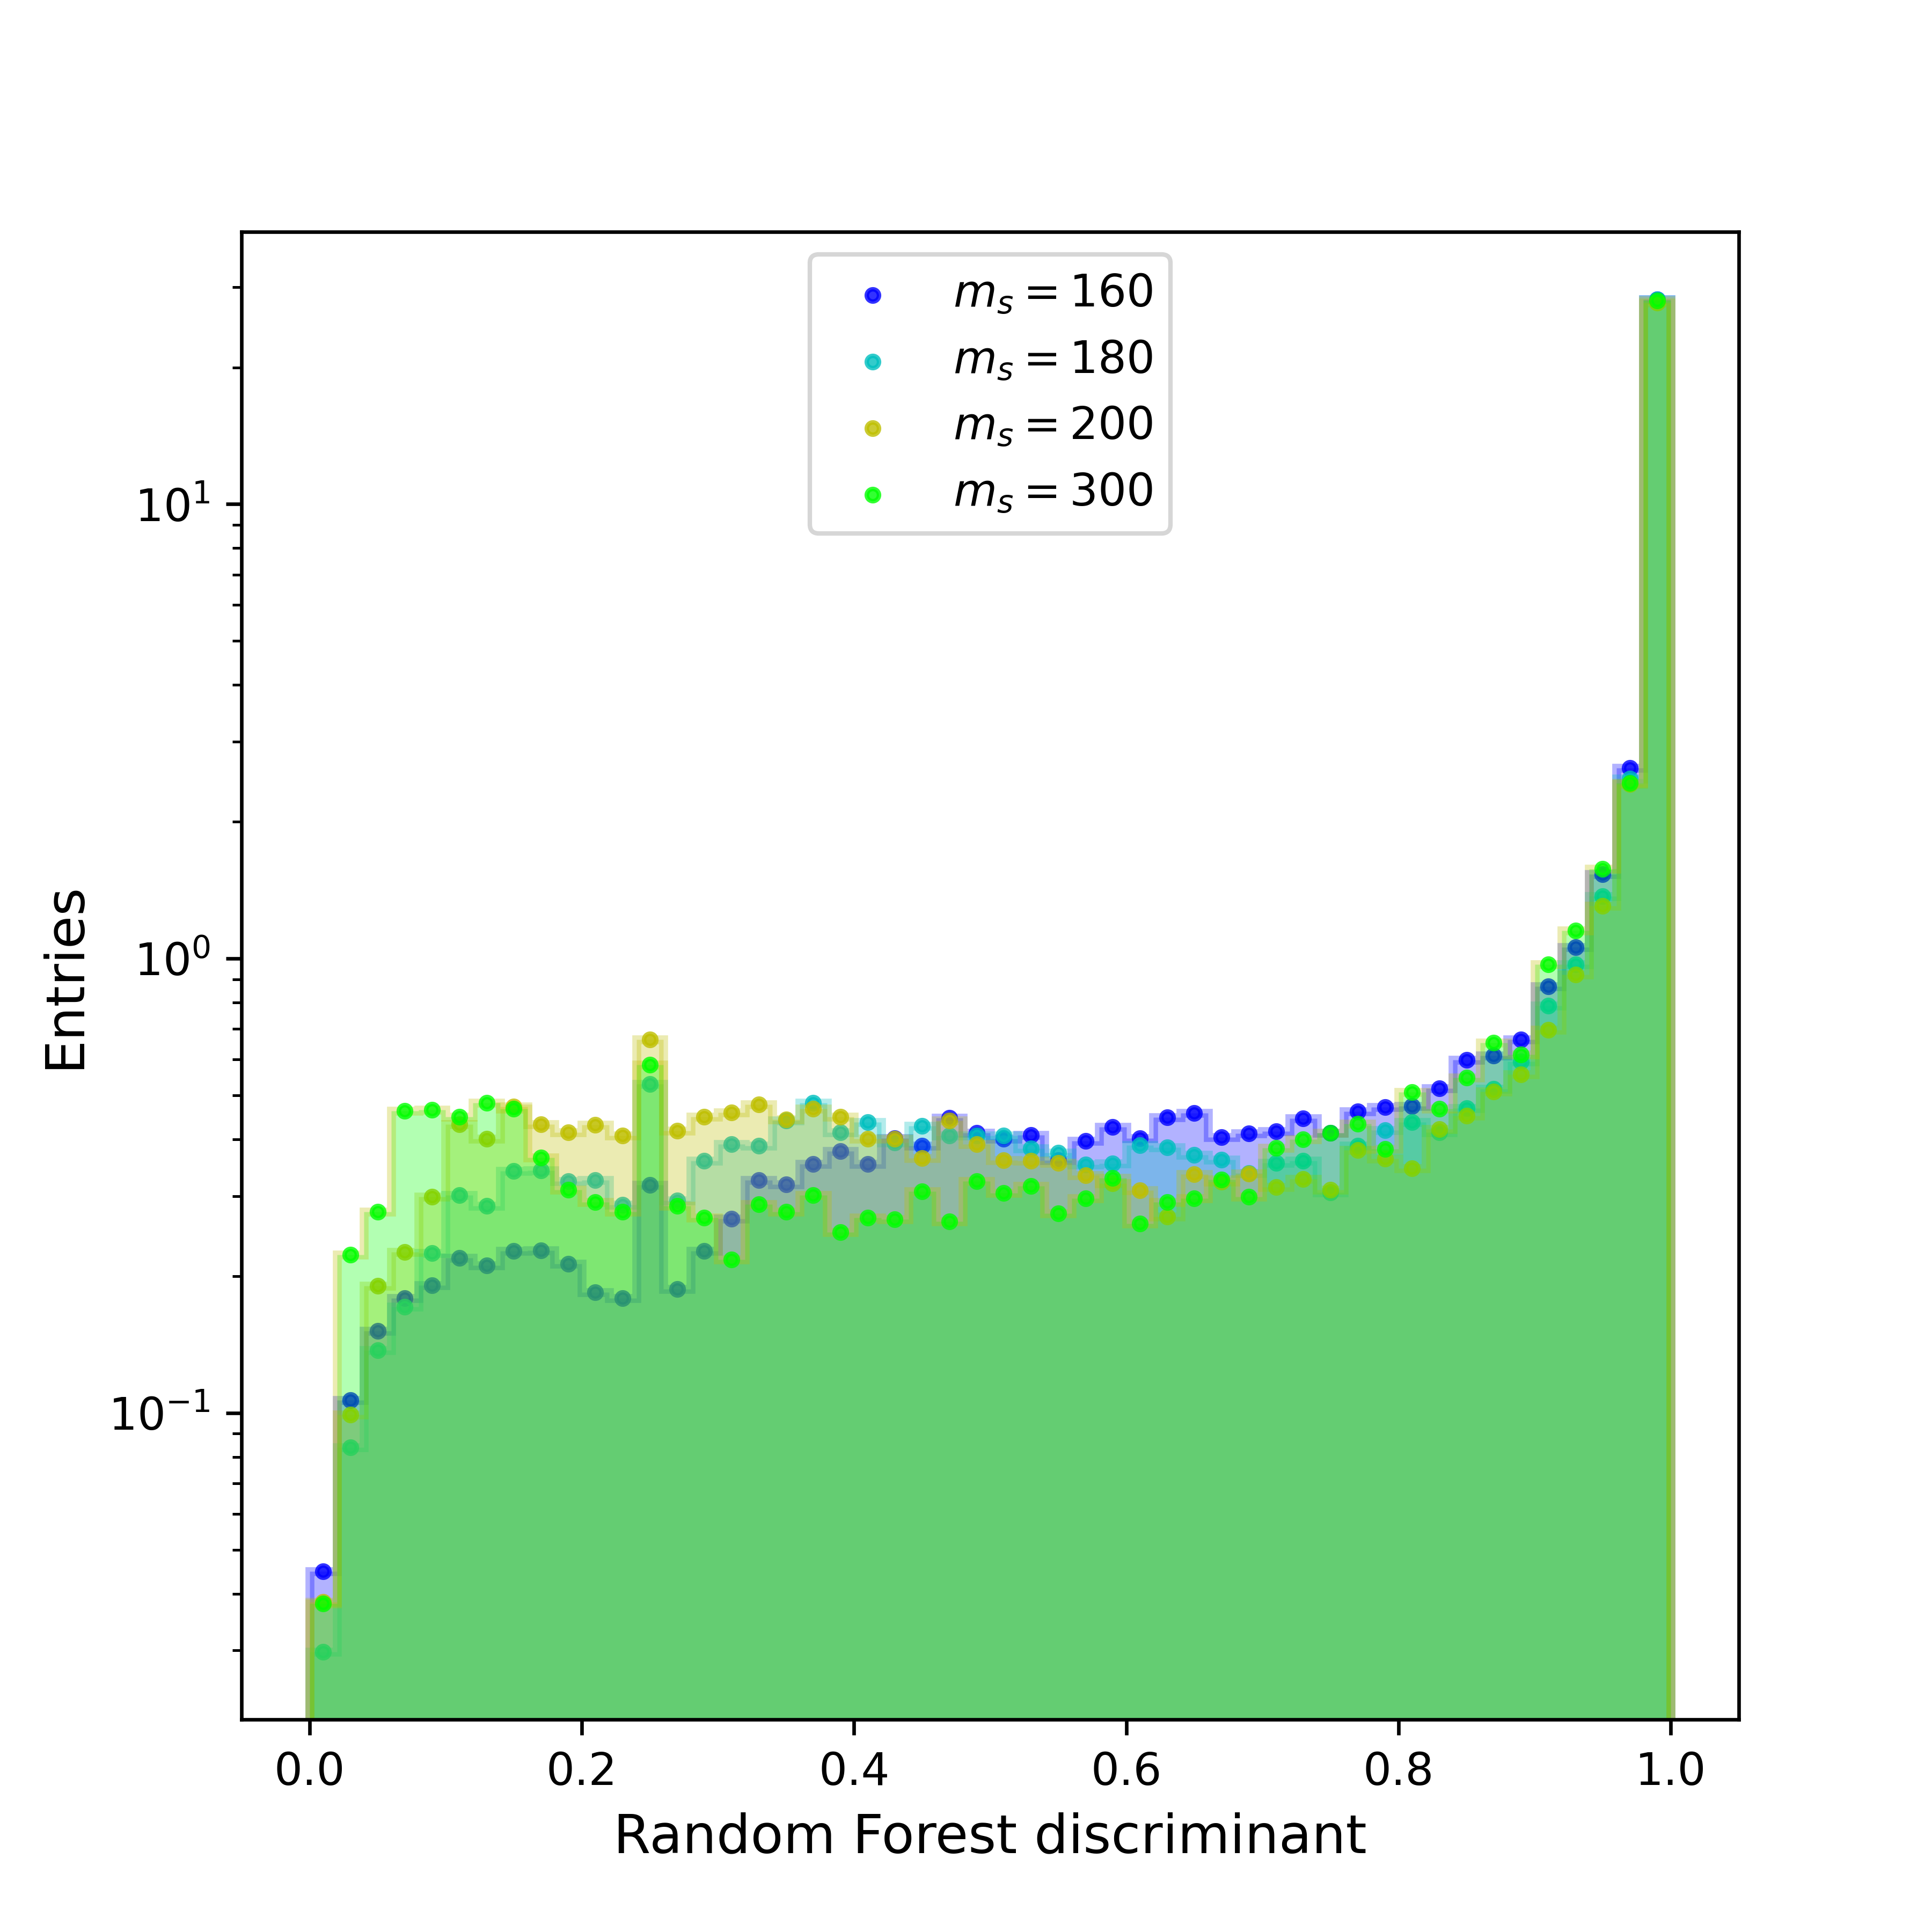 m_s = 160
m_s = 180
m_s = 200
m_s = 300
10^1
10^0
10^−1
Entries
0.0 0.2 0.4 0.6 0.8 1.0
Random Forest discriminant